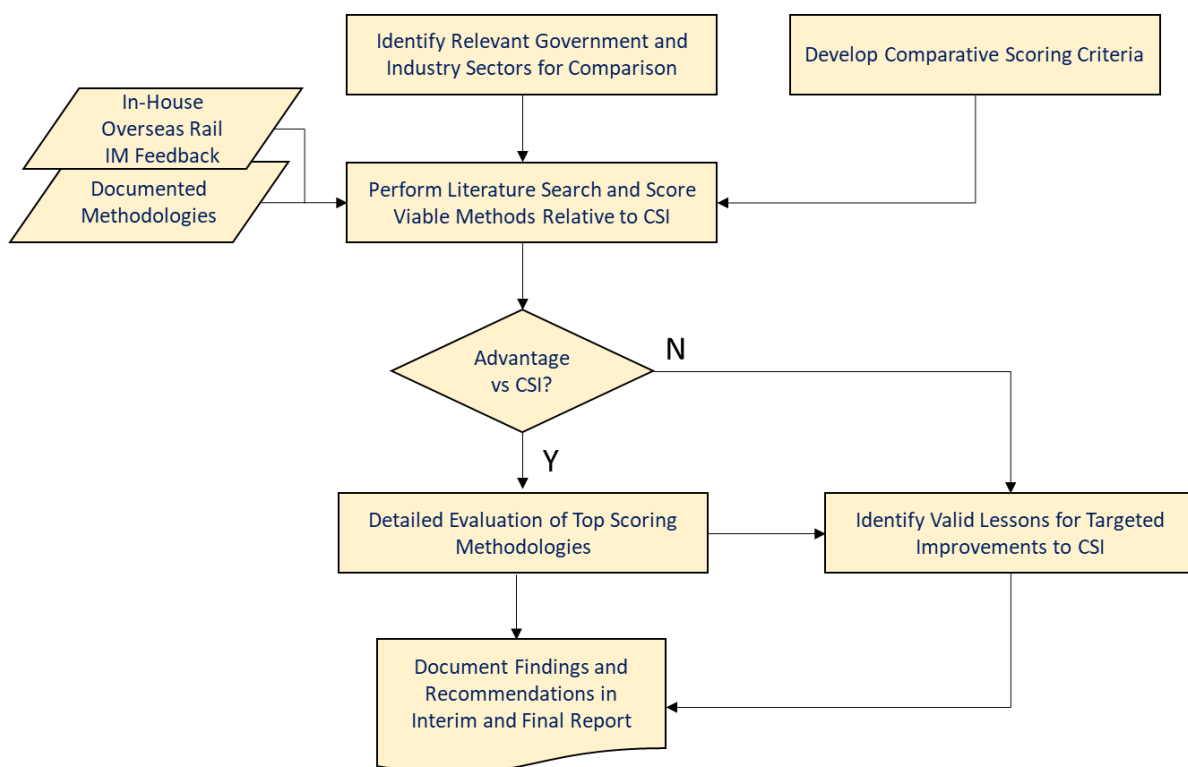 Identify Relevant Government and
Industry Sectors for Comparison
Develop Comparative Scoring Criteria
In-House
Overseas Rail
IM Feedback
Documented
Methodologies
Perform Literature Search and Score
Viable Methods Relative to CSI
Advantage
vs CSI?
N
Y
Detailed Evaluation of Top Scoring
Methodologies
Identify Valid Lessons for Targeted
Improvements to CSI
Document Findings and
Recommendations in
Interim and Final Report